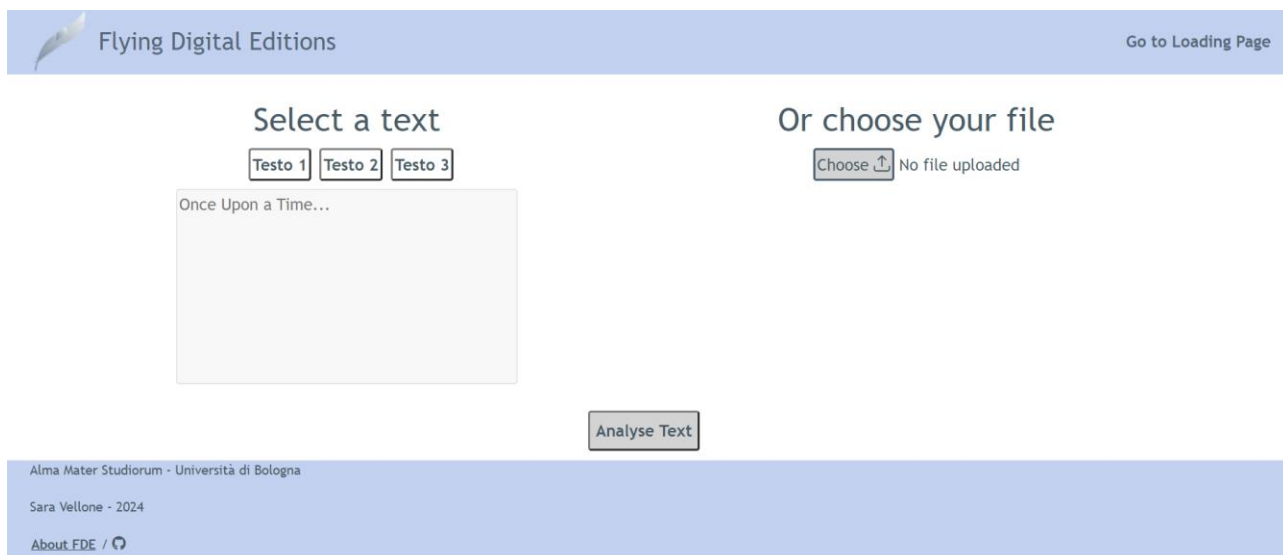 Flying Digital Editions
Go to Loading Page
Select a text
Testo 1 Testo 2 Testo 3
Once Upon a Time...
Or choose your file
Choose No file uploaded
Analyse Text
Alma Mater Studiorum - Università di Bologna
Sara Vellone - 2024
About FDE /